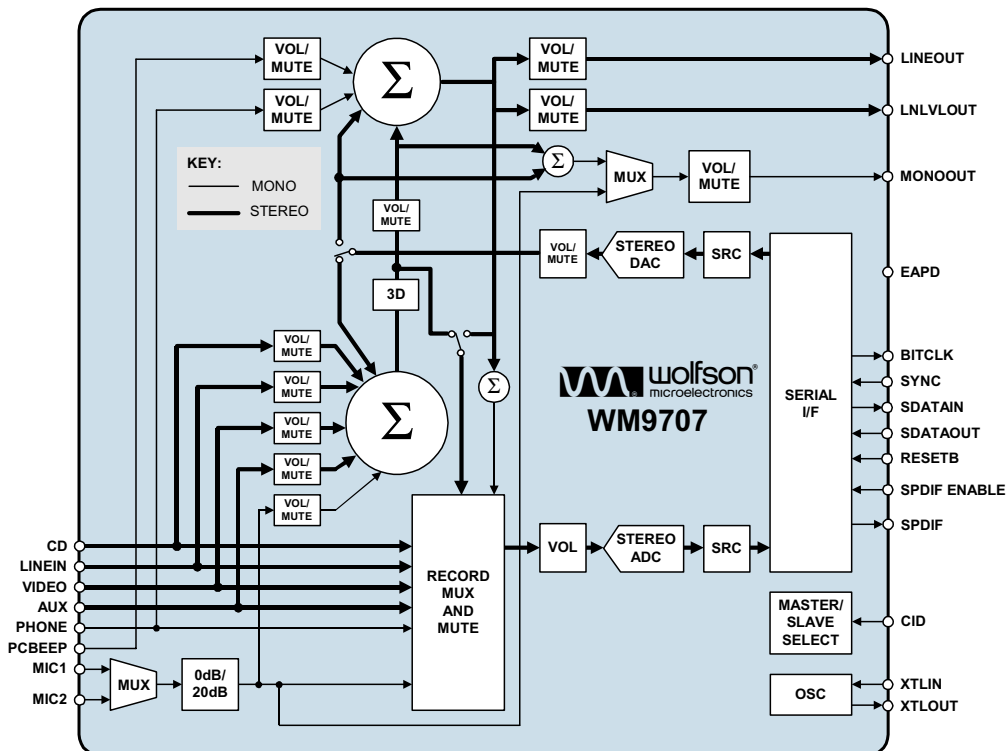 VOL/
MUTE
VOL/
MUTE
Σ
VOL/
MUTE
VOL/
MUTE
LINEOUT
LNLVLOUT
KEY:
MONO
STEREO
Σ
MUX
VOL/
MUTE
MONOOUT
VOL/
MUTE
VOL/
MUTE
STEREO
DAC
SRC
EAPD
3D
VOL/
MUTE
VOL/
MUTE
VOL/
MUTE
VOL/
MUTE
VOL/
MUTE
Σ
Σ
wolfson®
microelectronics
WM9707
SERIAL
I/F
BITCLK
SYNC
SDATAIN
SDATAOUT
RESETB
SPDIF ENABLE
SPDIF
CD
LINEIN
VIDEO
AUX
PHONE
PCBEEP
MIC1
MIC2
MUX
0dB/
20dB
RECORD
MUX
AND
MUTE
VOL
STEREO
ADC
SRC
MASTER/
SLAVE
SELECT
CID
OSC
XTLIN
XTLOUT